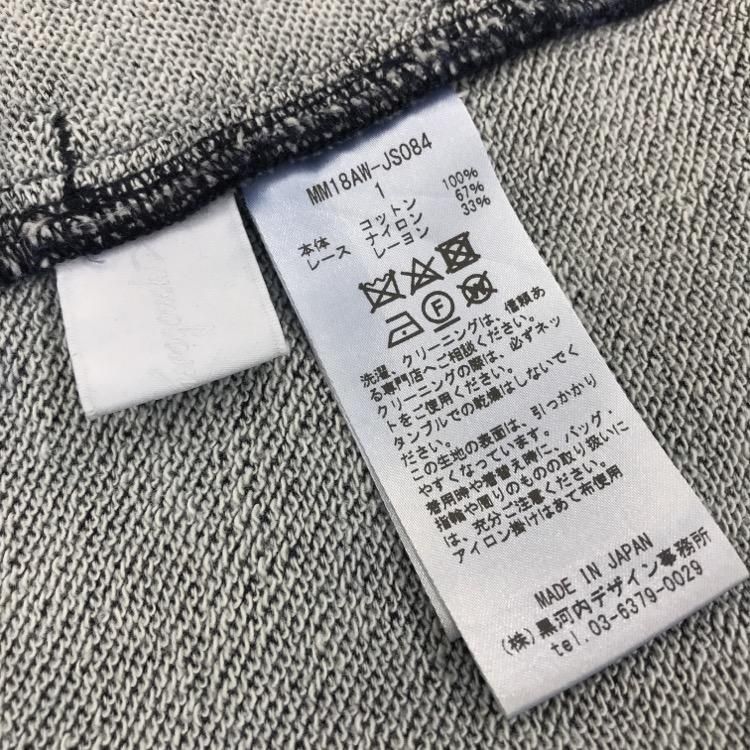 MM18AW-JS084
1
本体 コットン 100%
レース ナイロン 67%
レーヨン 33%
F
W
洗濯、クリーニングは、信頼あ
る専門店へご相談ください。
クリーニングの際は、必ずネッ
トをご使用ください。
タンブルでの乾燥はしないでく
ださい。
この生地の表面は、引っかかり
やすくなっています。
着用時や着替え時に、バッグ・
指輪や周りのものの取り扱いに
は、充分ご注意ください。
アイロン掛けはあて布使用
MADE IN JAPAN
(株)黒河内デザイン事務所
tel. 03-6379-0029